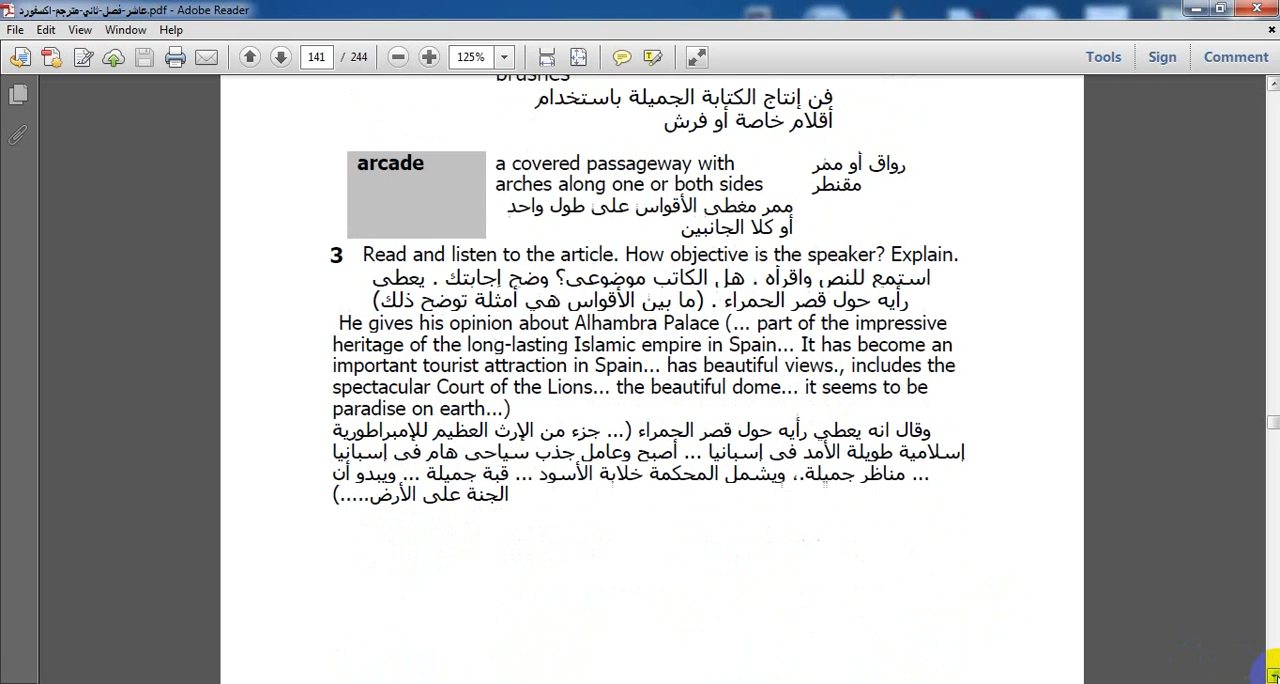 عاشر-فصل-ثاني-مترجم-اكسفورد.pdf - Adobe Reader
File Edit View Window Help
141 / 244 125% Tools Sign Comment
brushes
فن إنتاج الكتابة الجميلة باستخدام
أقلام خاصة أو فرش
arcade a covered passageway with رواق أو ممر
arches along one or both sides مقنطر
ممر مغطى الأقواس على طول واحد
أو كلا الجانبين
3 Read and listen to the article. How objective is the speaker? Explain.
استمع للنص واقرأه . هل الكاتب موضوعي؟ وضح إجابتك . يعطي
رأيه حول قصر الحمراء . (ما بين الأقواس هي أمثلة توضح ذلك)
He gives his opinion about Alhambra Palace (... part of the impressive
heritage of the long-lasting Islamic empire in Spain... It has become an
important tourist attraction in Spain... has beautiful views., includes the
spectacular Court of the Lions... the beautiful dome... it seems to be
paradise on earth...)
وقال انه يعطي رأيه حول قصر الحمراء (... جزء من الإرث العظيم للإمبراطورية
إسلامية طويلة الأمد في إسبانيا ... أصبح وعامل جذب سياحي هام في إسبانيا
... مناظر جميلة.، ويشمل المحكمة خلابة الأسود ... قبة جميلة ... ويبدو أن
الجنة على الأرض.....)